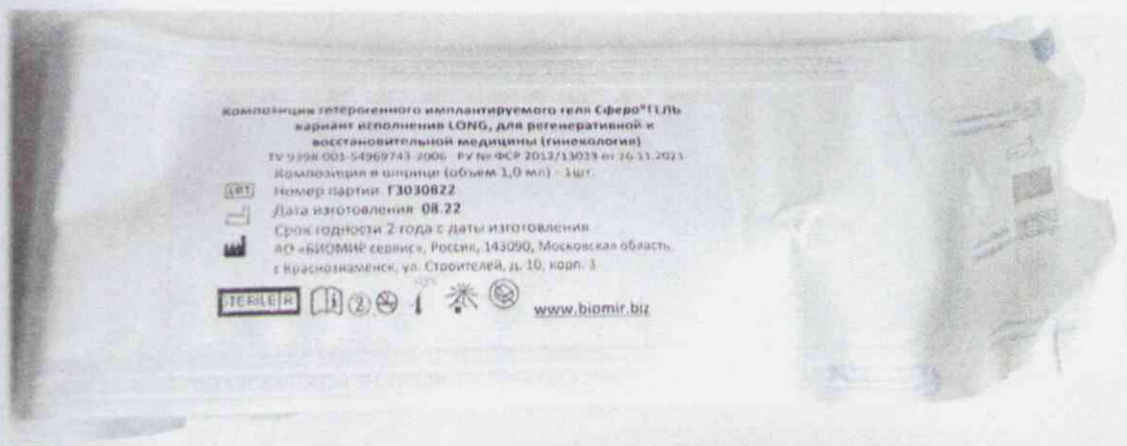 Композиция гетерогенного имплантируемого геля Сферо®ГЕЛЬ
вариант исполнения LONG, для регенеративной и
восстановительной медицины (гинекология)
ТУ 9398-001-54969743-2006 РУ № ФСР 2012/13033 от 16.11.2021
Композиция в шприце (объем 1,0 мл) - 1шт.
LOT Номер партии Г3030822
Дата изготовления 08.22
Срок годности 2 года с даты изготовления
АО «БИОМИР сервис», Россия, 143090, Московская область,
г.Краснознаменск, ул. Строителей, д. 10, корп. 3
STERILE R 2 www.biomir.biz